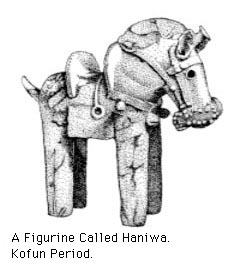 A Figurine Called Haniwa.
Kofun Period.